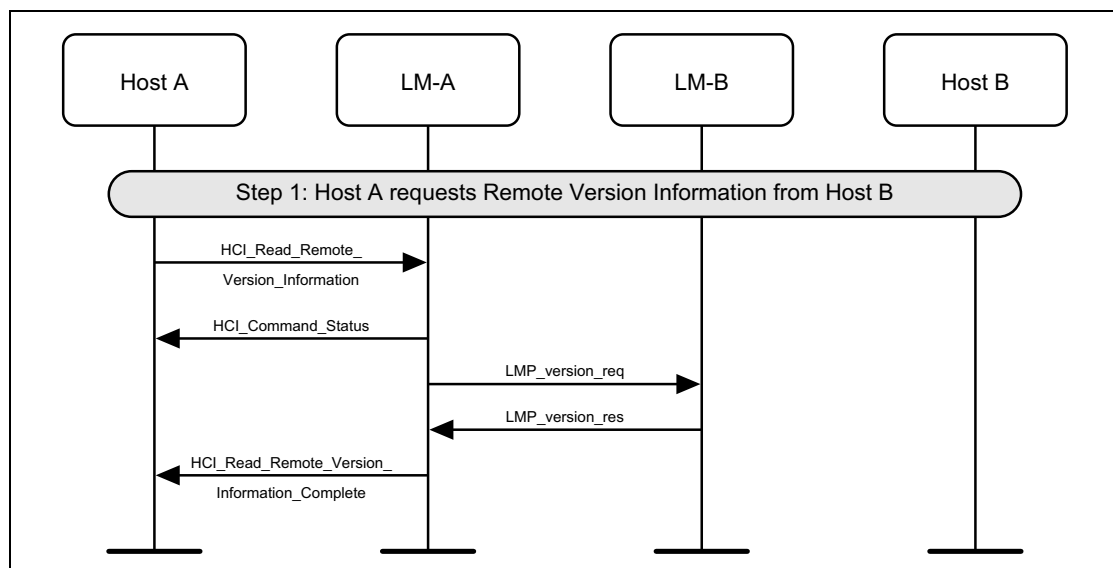 Host A
LM-A
LM-B
Host B
Step 1: Host A requests Remote Version Information from Host B
HCI_Read_Remote_
Version_Information
HCI_Command_Status
LMP_version_req
LMP_version_res
HCI_Read_Remote_Version_
Information_Complete